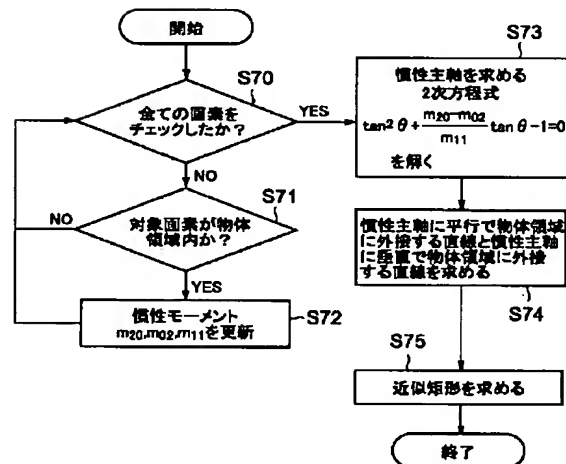 開始
S70
全ての画素を
チェックしたか？
YES
NO
S71
対象画素が物体
領域内か？
NO
YES
S72
慣性モーメント
m20,m02,m11を更新
S73
慣性主軸を求める
2次方程式
tan²θ+(m20-m02)/m11 tanθ-1=0
を解く
慣性主軸に平行で物体領域
に外接する直線と慣性主軸
に垂直で物体領域に外接
する直線を求める
S74
S75
近似矩形を求める
終了